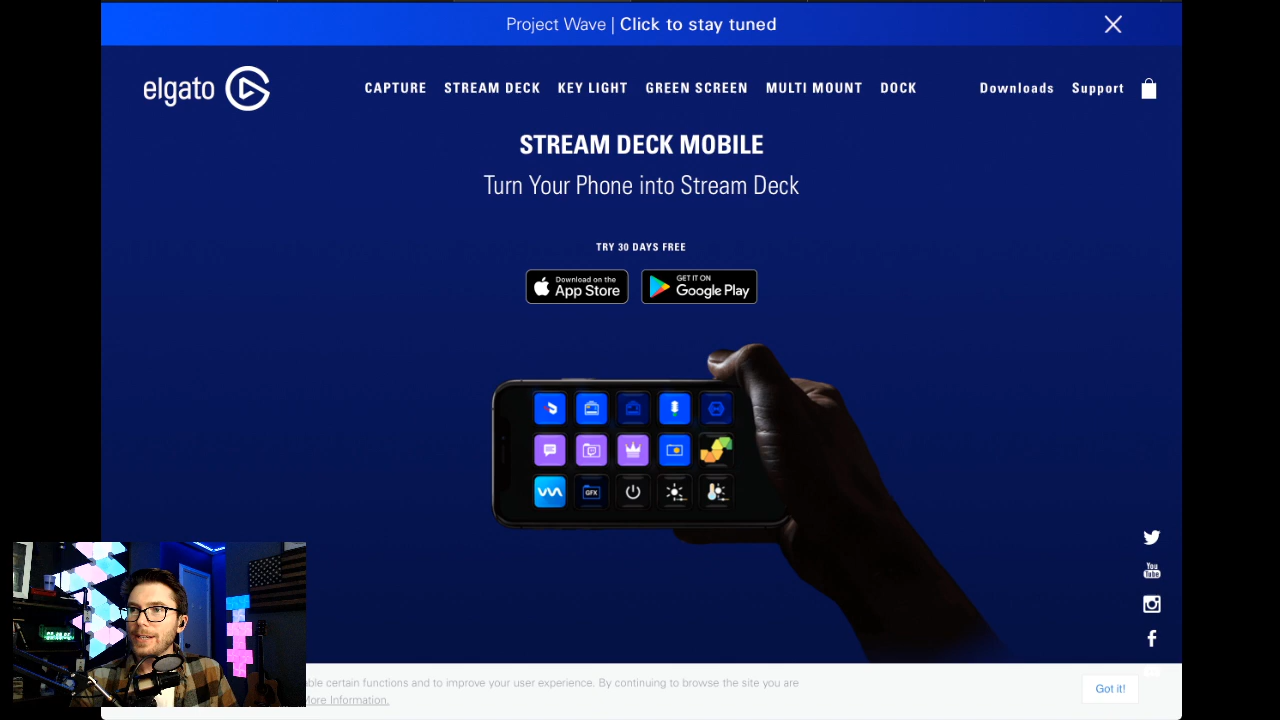 Project Wave | Click to stay tuned
elgato
CAPTURE STREAM DECK KEY LIGHT GREEN SCREEN MULTI MOUNT DOCK Downloads Support
STREAM DECK MOBILE
Turn Your Phone into Stream Deck
TRY 30 DAYS FREE
Download on the
App Store
GET IT ON
Google Play
GFX
You
Tube
able certain functions and to improve your user experience. By continuing to browse the site you are
More Information.
Got it!